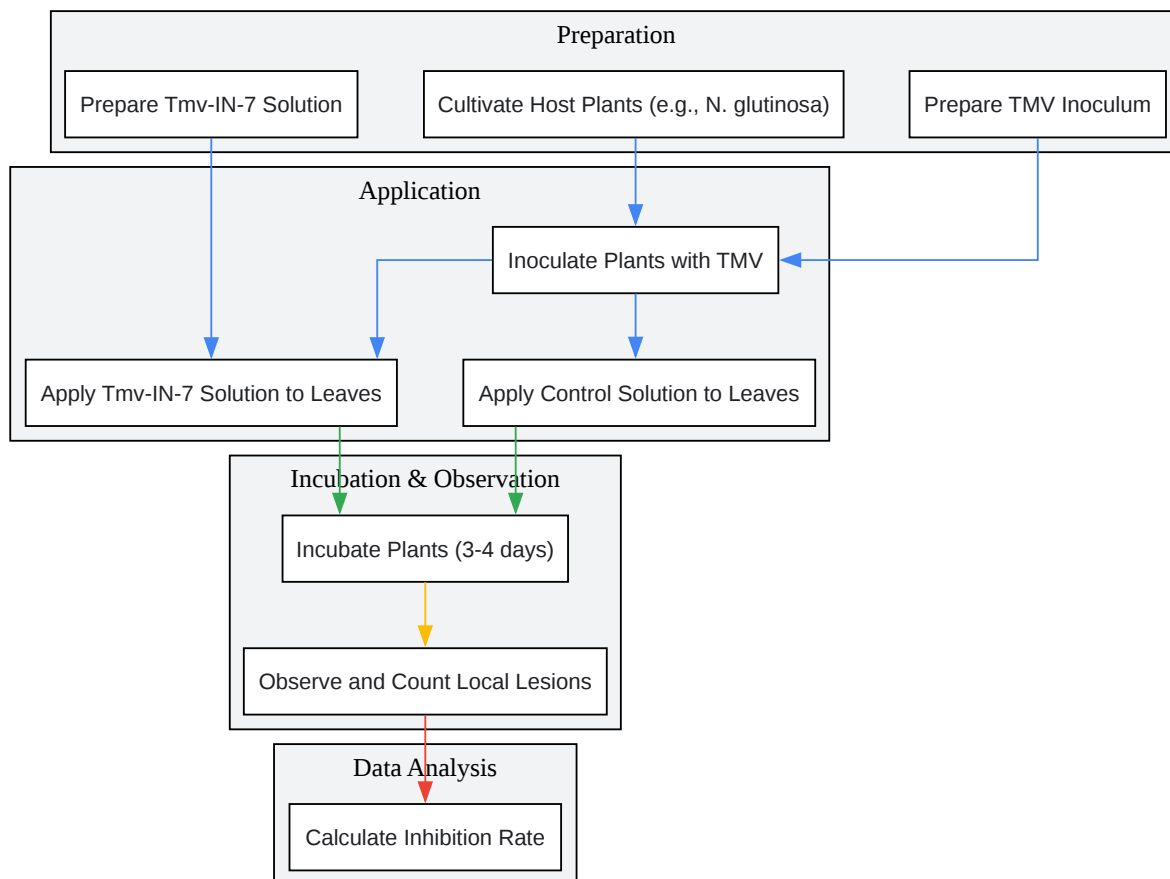 Preparation
Prepare Tmv-IN-7 Solution
Cultivate Host Plants (e.g., N. glutinosa)
Prepare TMV Inoculum
Application
Inoculate Plants with TMV
Apply Tmv-IN-7 Solution to Leaves
Apply Control Solution to Leaves
Incubation & Observation
Incubate Plants (3-4 days)
Observe and Count Local Lesions
Data Analysis
Calculate Inhibition Rate